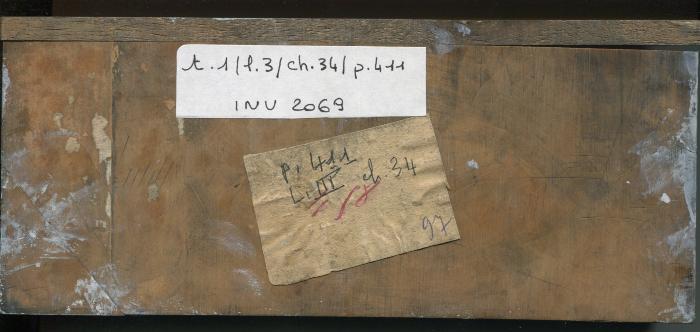 t.1/l.3/ch.34/p.411
INV 2069
p. 411
L. III ch. 34
97